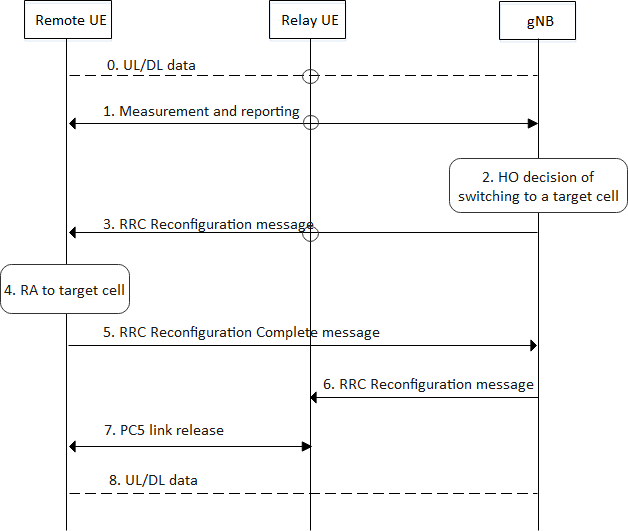 Remote UE
Relay UE
gNB
0. UL/DL data
1. Measurement and reporting
2. HO decision of
switching to a target cell
3. RRC Reconfiguration message
4. RA to target cell
5. RRC Reconfiguration Complete message
6. RRC Reconfiguration message
7. PC5 link release
8. UL/DL data